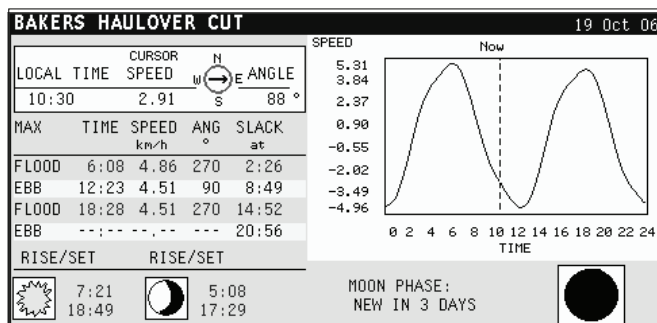 BAKERS HAULOVER CUT
19 Oct 06
CURSOR
LOCAL TIME SPEED ANGLE
N
W E
S
10:30 2.91 88 °
MAX TIME SPEED ANG SLACK
km/h ° at
FLOOD 6:08 4.86 270 2:26
EBB 12:23 4.51 90 8:49
FLOOD 18:28 4.51 270 14:52
EBB --:-- --.-- --- 20:56
RISE/SET RISE/SET
7:21 5:08
18:49 17:29
SPEED
Now
5.31
3.84
2.37
0.90
-0.55
-2.02
-3.49
-4.96
0 2 4 6 8 10 12 14 16 18 20 22 24
TIME
MOON PHASE:
NEW IN 3 DAYS